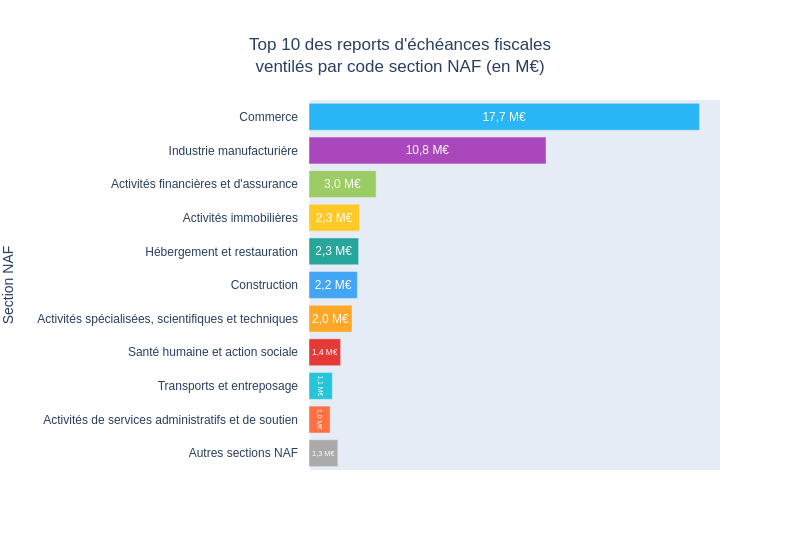 Top 10 des reports d'échéances fiscales
ventilés par code section NAF (en M€)
Section NAF
Commerce 17,7 M€
Industrie manufacturière 10,8 M€
Activités financières et d'assurance 3,0 M€
Activités immobilières 2,3 M€
Hébergement et restauration 2,3 M€
Construction 2,2 M€
Activités spécialisées, scientifiques et techniques 2,0 M€
Santé humaine et action sociale 1,4 M€
Transports et entreposage 1,1 M€
Activités de services administratifs et de soutien 1,0 M€
Autres sections NAF 1,3 M€